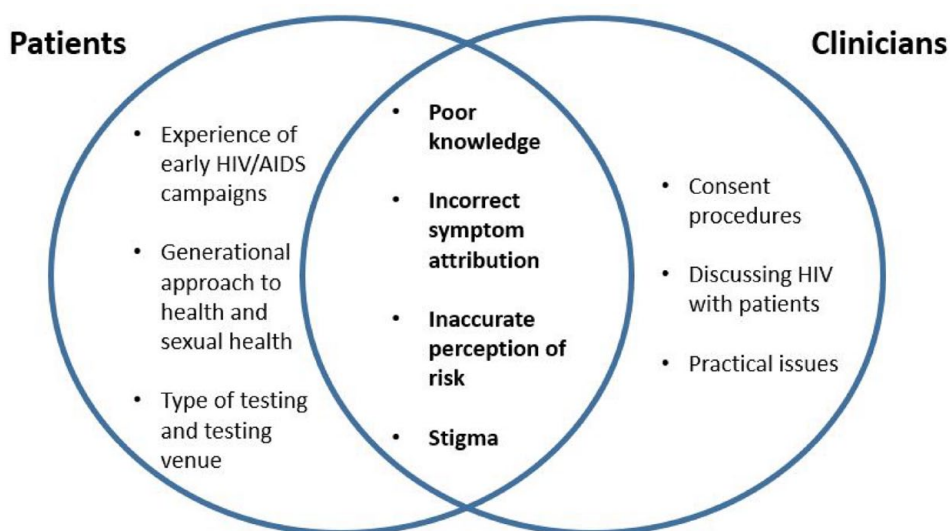 Patients
Clinicians
• Experience of
early HIV/AIDS
campaigns
• Generational
approach to
health and
sexual health
• Type of testing
and testing
venue
• Poor
knowledge
• Incorrect
symptom
attribution
• Inaccurate
perception of
risk
• Stigma
• Consent
procedures
• Discussing HIV
with patients
• Practical issues